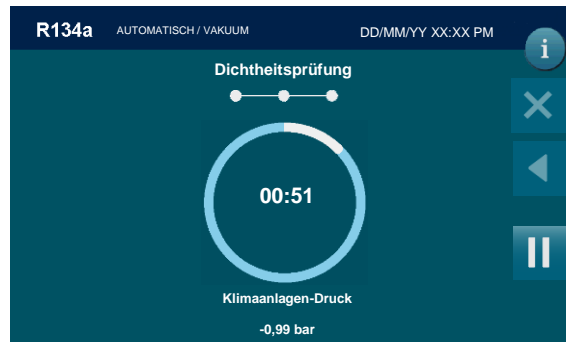 R134a AUTOMATISCH / VAKUUM DD/MM/YY XX:XX PM
i
Dichtheitsprüfung
00:51
Klimaanlagen-Druck
-0,99 bar